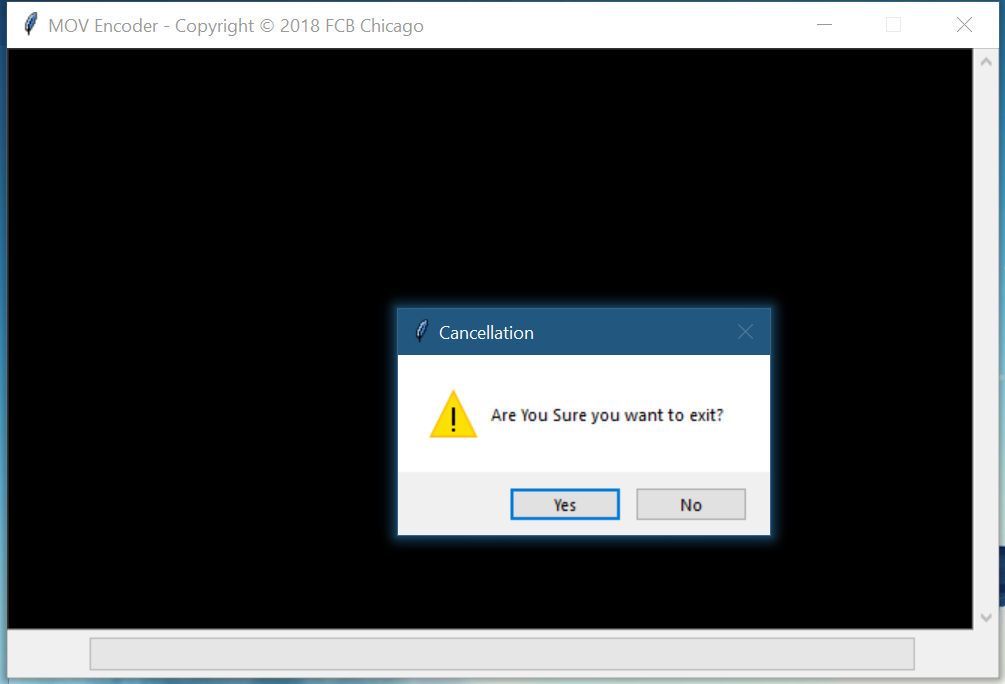 MOV Encoder - Copyright © 2018 FCB Chicago
Cancellation
Are You Sure you want to exit?
Yes No